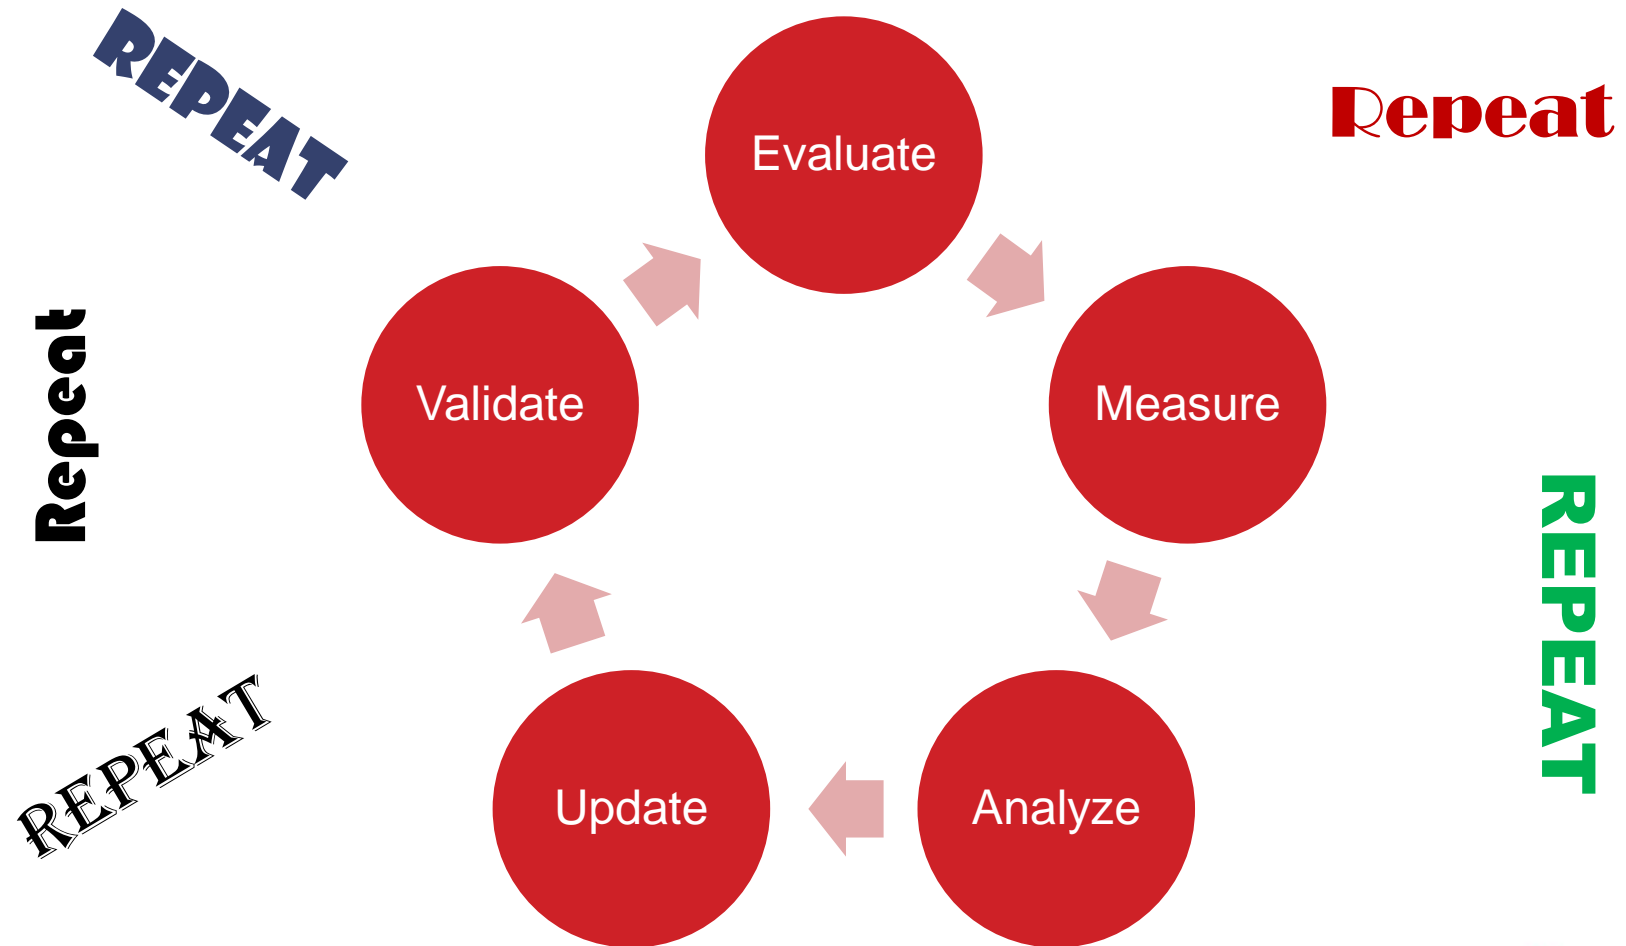 REPEAT
Repeat
Evaluate
Validate
Measure
Repeat
REPEAT
REPEAT
Update
Analyze